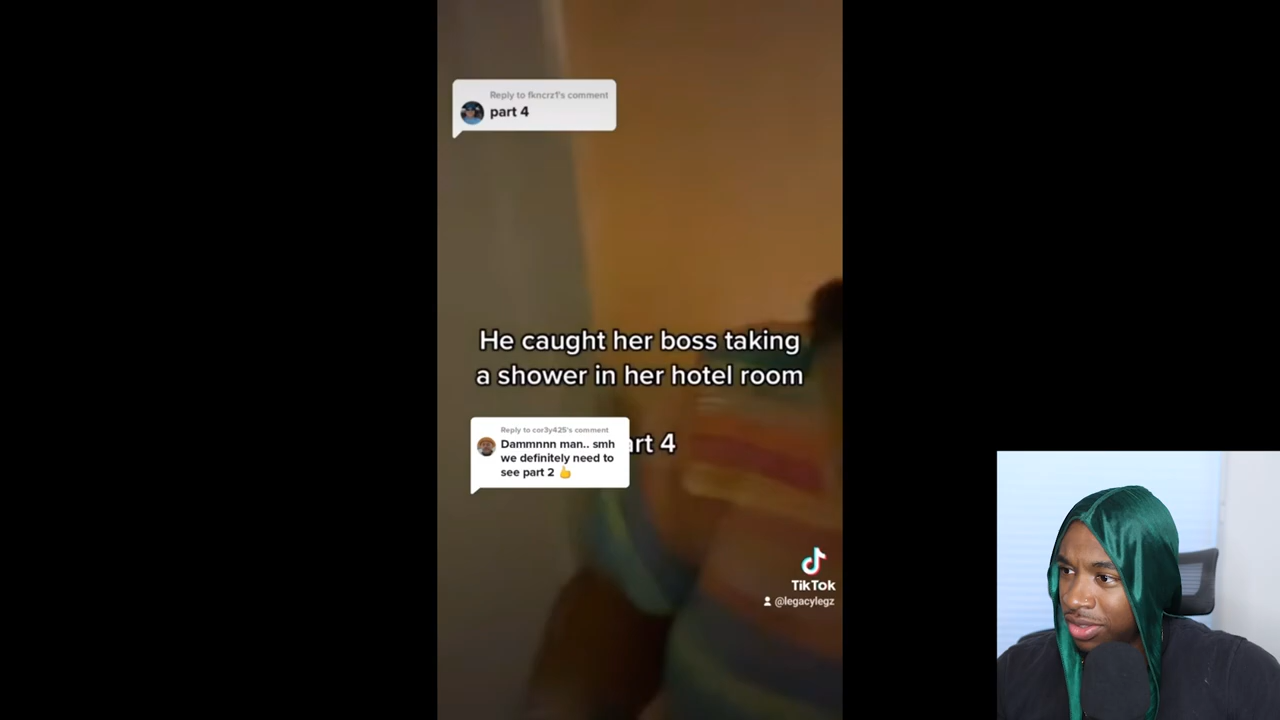 Reply to fkncrz1's comment
part 4
He caught her boss taking
a shower in her hotel room
art 4
Reply to cor3y425's comment
Dammnnn man.. smh
we definitely need to
see part 2 👍
TikTok
@legacylegz